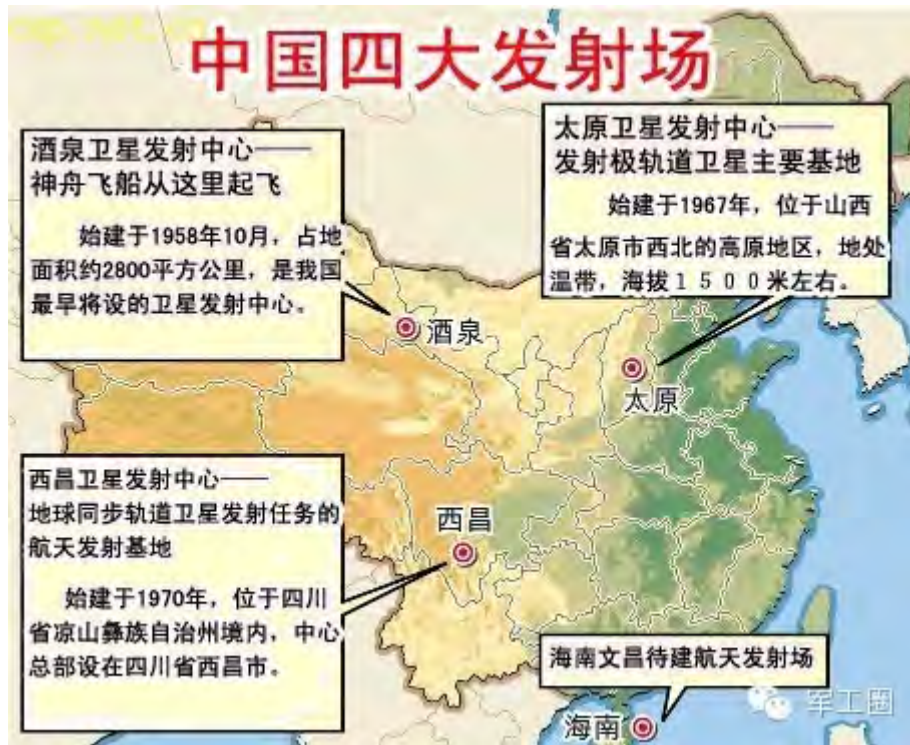 中国四大发射场
酒泉卫星发射中心——
神舟飞船从这里起飞
始建于1958年10月，占地
面积约2800平方公里，是我国
最早将设的卫星发射中心。
太原卫星发射中心——
发射极轨道卫星主要基地
始建于1967年，位于山西
省太原市西北的高原地区，地处
温带，海拔１５００米左右。
酒泉
太原
西昌卫星发射中心——
地球同步轨道卫星发射任务的
航天发射基地
始建于1970年，位于四川
省凉山彝族自治州境内，中心
总部设在四川省西昌市。
西昌
海南文昌待建航天发射场
海南
军工圈